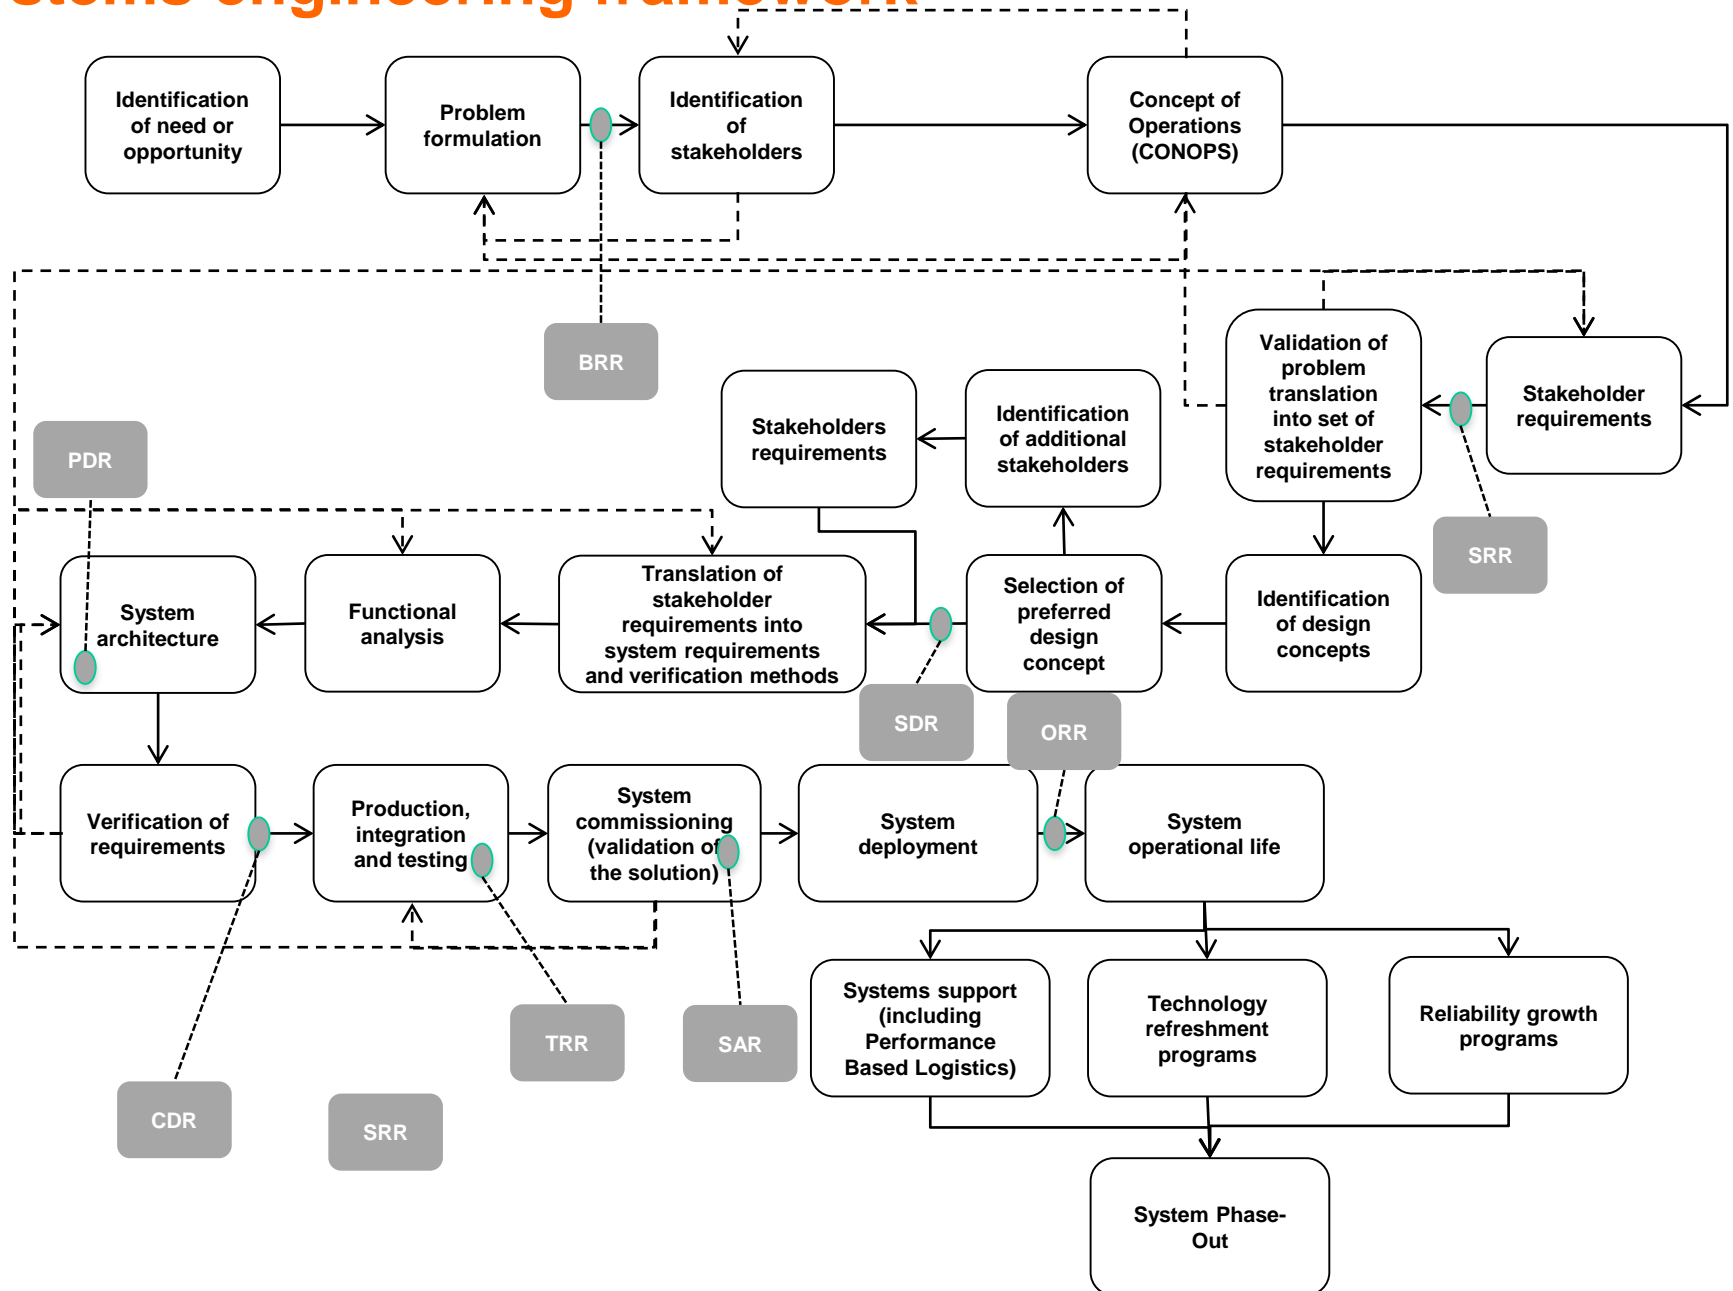 stems engineering framework
Identification
of need or
opportunity
Problem
formulation
Identification
of
stakeholders
Concept of
Operations
(CONOPS)
BRR
Validation of
problem
translation
into set of
stakeholder
requirements
Stakeholder
requirements
Stakeholders
requirements
Identification
of additional
stakeholders
PDR
SRR
System
architecture
Functional
analysis
Translation of
stakeholder
requirements into
system requirements
and verification methods
Selection of
preferred
design
concept
Identification
of design
concepts
SDR
ORR
Verification of
requirements
Production,
integration
and testing
System
commissioning
(validation of
the solution)
System
deployment
System
operational life
Systems support
(including
Performance
Based Logistics)
Technology
refreshment
programs
Reliability growth
programs
TRR
SAR
CDR
SRR
System Phase-
Out